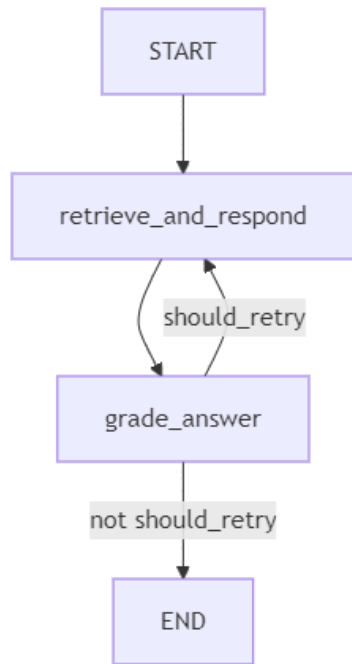 START
retrieve_and_respond
should_retry
grade_answer
not should_retry
END